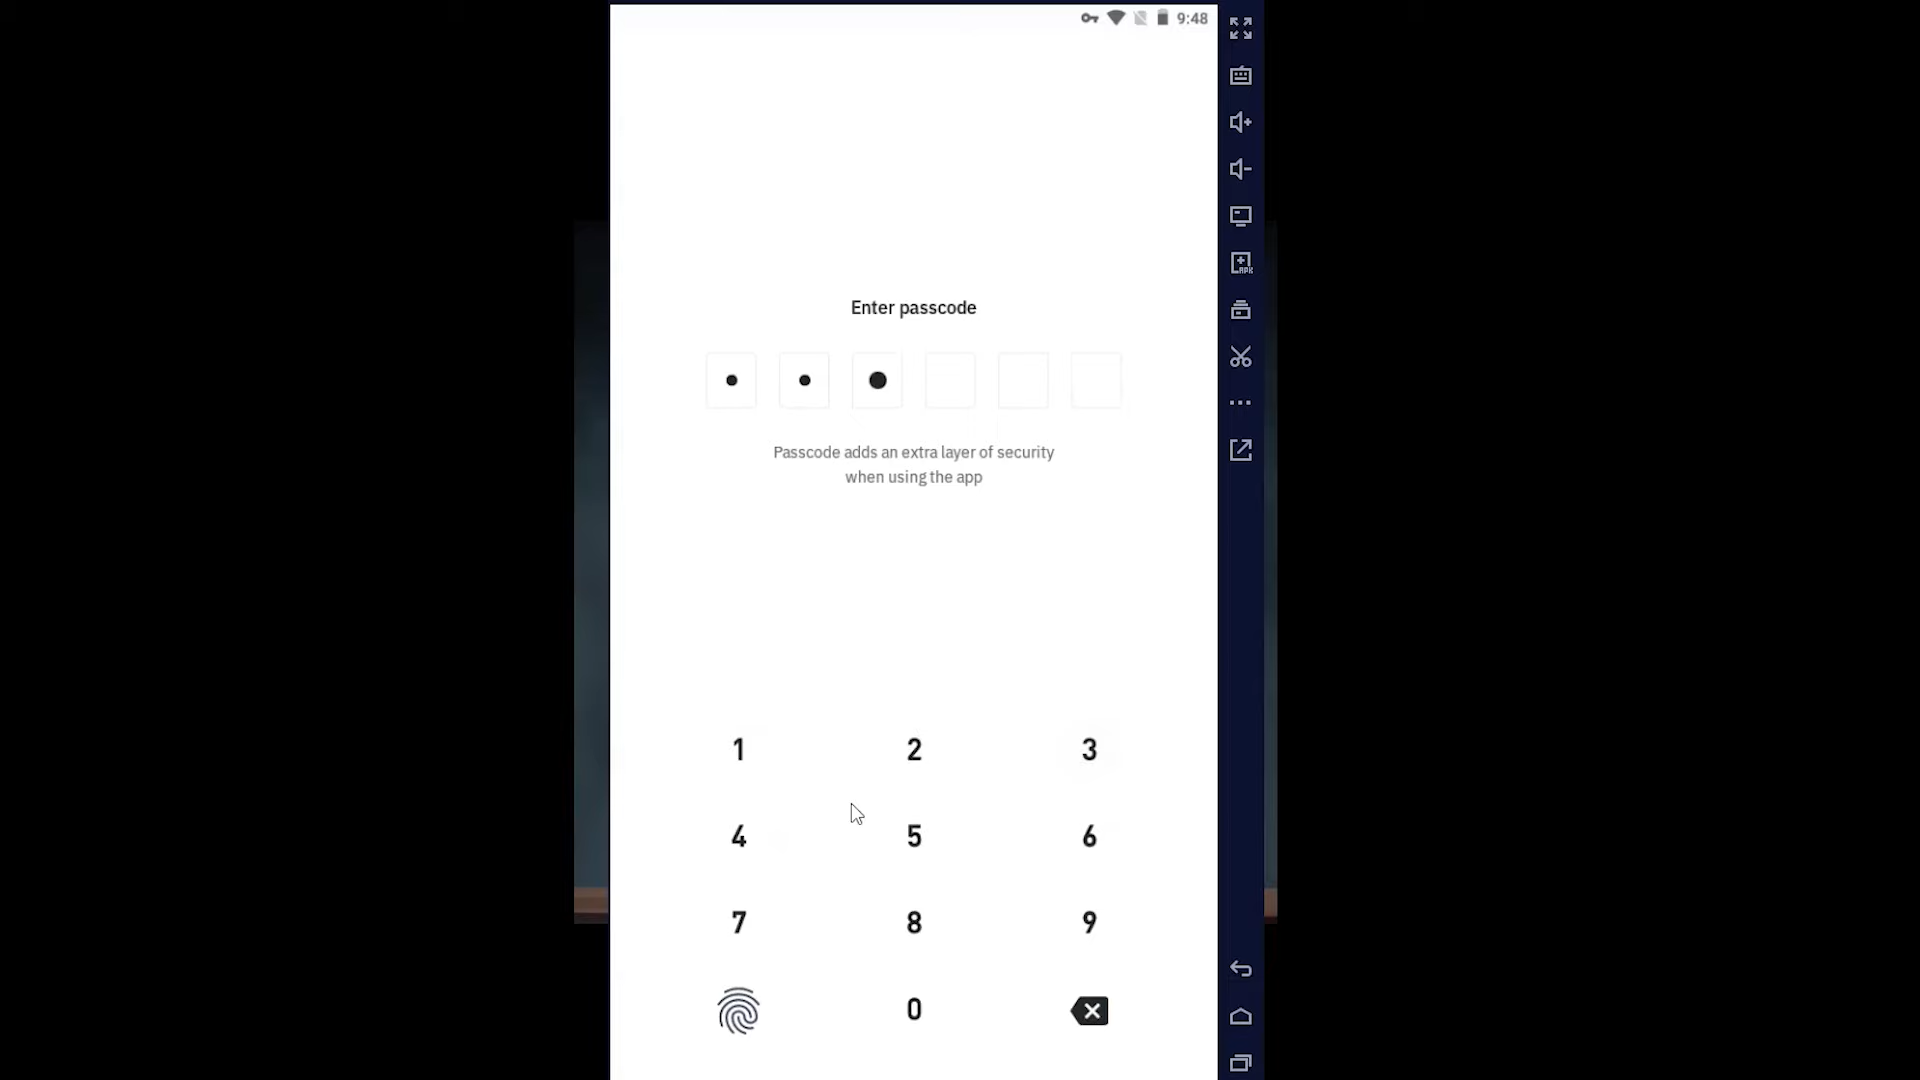 9:48
Enter passcode
Passcode adds an extra layer of security
when using the app
1 2 3
4 5 6
7 8 9
0
APK